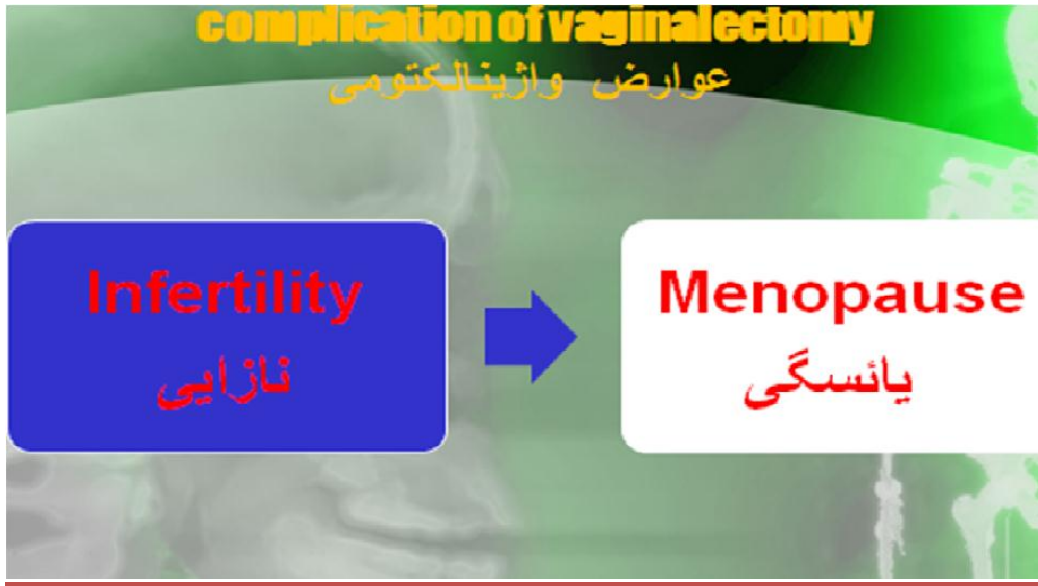 complication of vaginalectomy
عوارض واژینالکتومی
Infertility
نازایی
Menopause
یائسگی